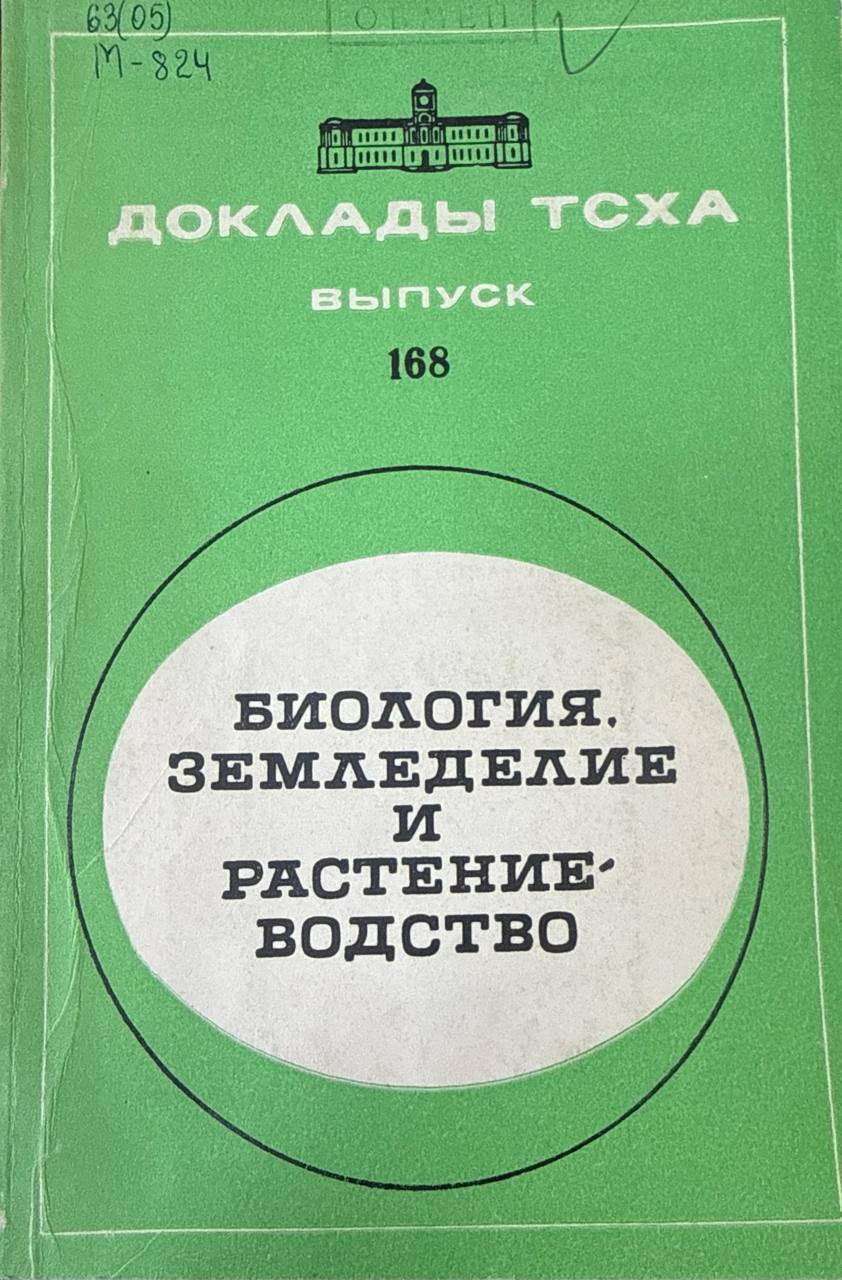 63(05)
М-824
ДОКЛАДЫ ТСХА
ВЫПУСК
168
БИОЛОГИЯ,
ЗЕМЛЕДЕЛИЕ
И
РАСТЕНИЕ-
ВОДСТВО